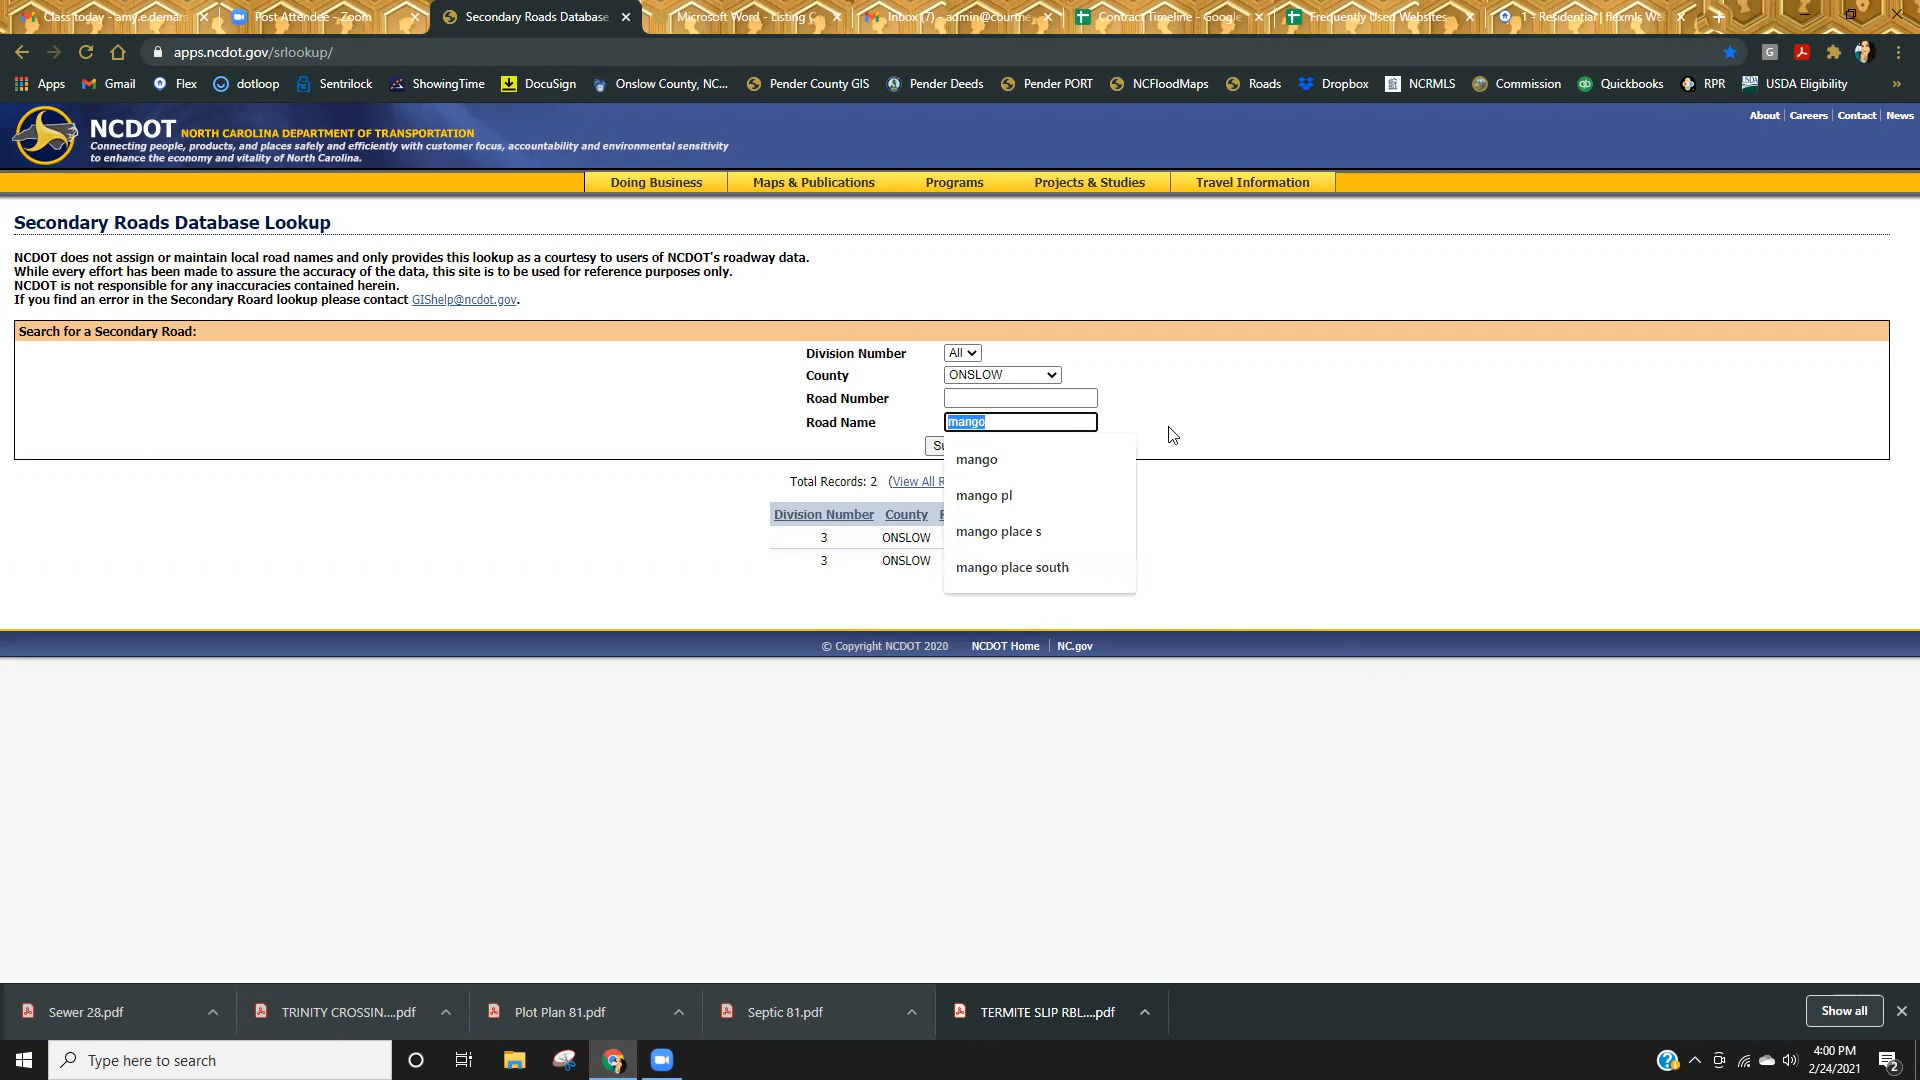 Class today - amy.e.demar
Post Attendee - Zoom
Secondary Roads Database
Microsoft Word - Listing C
Inbox (7) - admin@courtne
Contract Timeline - Google
Frequently Used Websites -
1 - Residential | flexmls We
apps.ncdot.gov/srlookup/
Apps
Gmail
Flex
dotloop
Sentrilock
ShowingTime
DocuSign
Onslow County, NC...
Pender County GIS
Pender Deeds
Pender PORT
NCFloodMaps
Roads
Dropbox
NCRMLS
Commission
Quickbooks
RPR
USDA Eligibility
»
NCDOT NORTH CAROLINA DEPARTMENT OF TRANSPORTATION
Connecting people, products, and places safely and efficiently with customer focus, accountability and environmental sensitivity
to enhance the economy and vitality of North Carolina.
About | Careers | Contact | News
Doing Business
Maps & Publications
Programs
Projects & Studies
Travel Information
Secondary Roads Database Lookup
NCDOT does not assign or maintain local road names and only provides this lookup as a courtesy to users of NCDOT's roadway data.
While every effort has been made to assure the accuracy of the data, this site is to be used for reference purposes only.
NCDOT is not responsible for any inaccuracies contained herein.
If you find an error in the Secondary Roard lookup please contact GIShelp@ncdot.gov.
Search for a Secondary Road:
Division Number All
County ONSLOW
Road Number
Road Name mango
Su
mango
mango pl
mango place s
mango place south
Total Records: 2 (View All R
Division Number County
3 ONSLOW
3 ONSLOW
© Copyright NCDOT 2020 NCDOT Home | NC.gov
Sewer 28.pdf
TRINITY CROSSIN....pdf
Plot Plan 81.pdf
Septic 81.pdf
TERMITE SLIP RBL....pdf
Show all
Type here to search
4:00 PM
2/24/2021
2